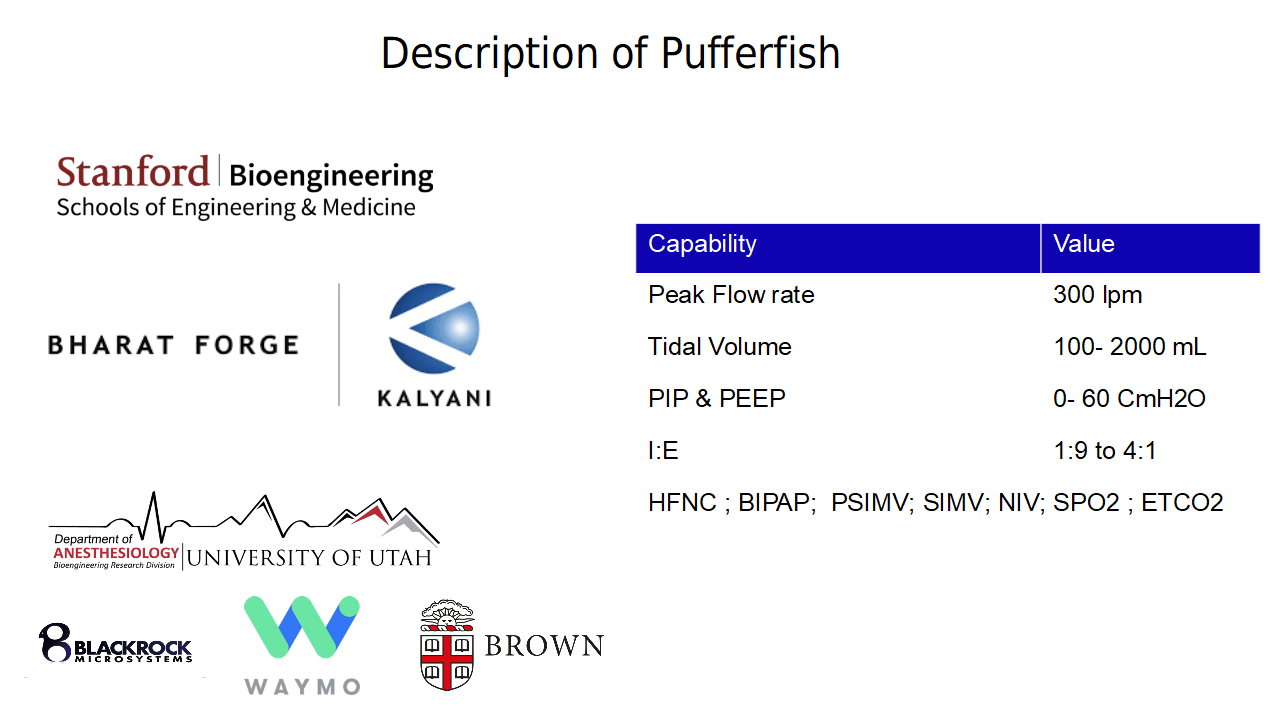 Description of Pufferfish
Stanford Bioengineering
Schools of Engineering & Medicine
BHARAT FORGE
KALYANI
Department of
ANESTHESIOLOGY
Bioengineering Research Division
UNIVERSITY OF UTAH
BLACKROCK
MICROSYSTEMS
WAYMO
BROWN
Capability Value
Peak Flow rate 300 lpm
Tidal Volume 100- 2000 mL
PIP & PEEP 0- 60 CmH2O
I:E 1:9 to 4:1
HFNC ; BIPAP; PSIMV; SIMV; NIV; SPO2 ; ETCO2